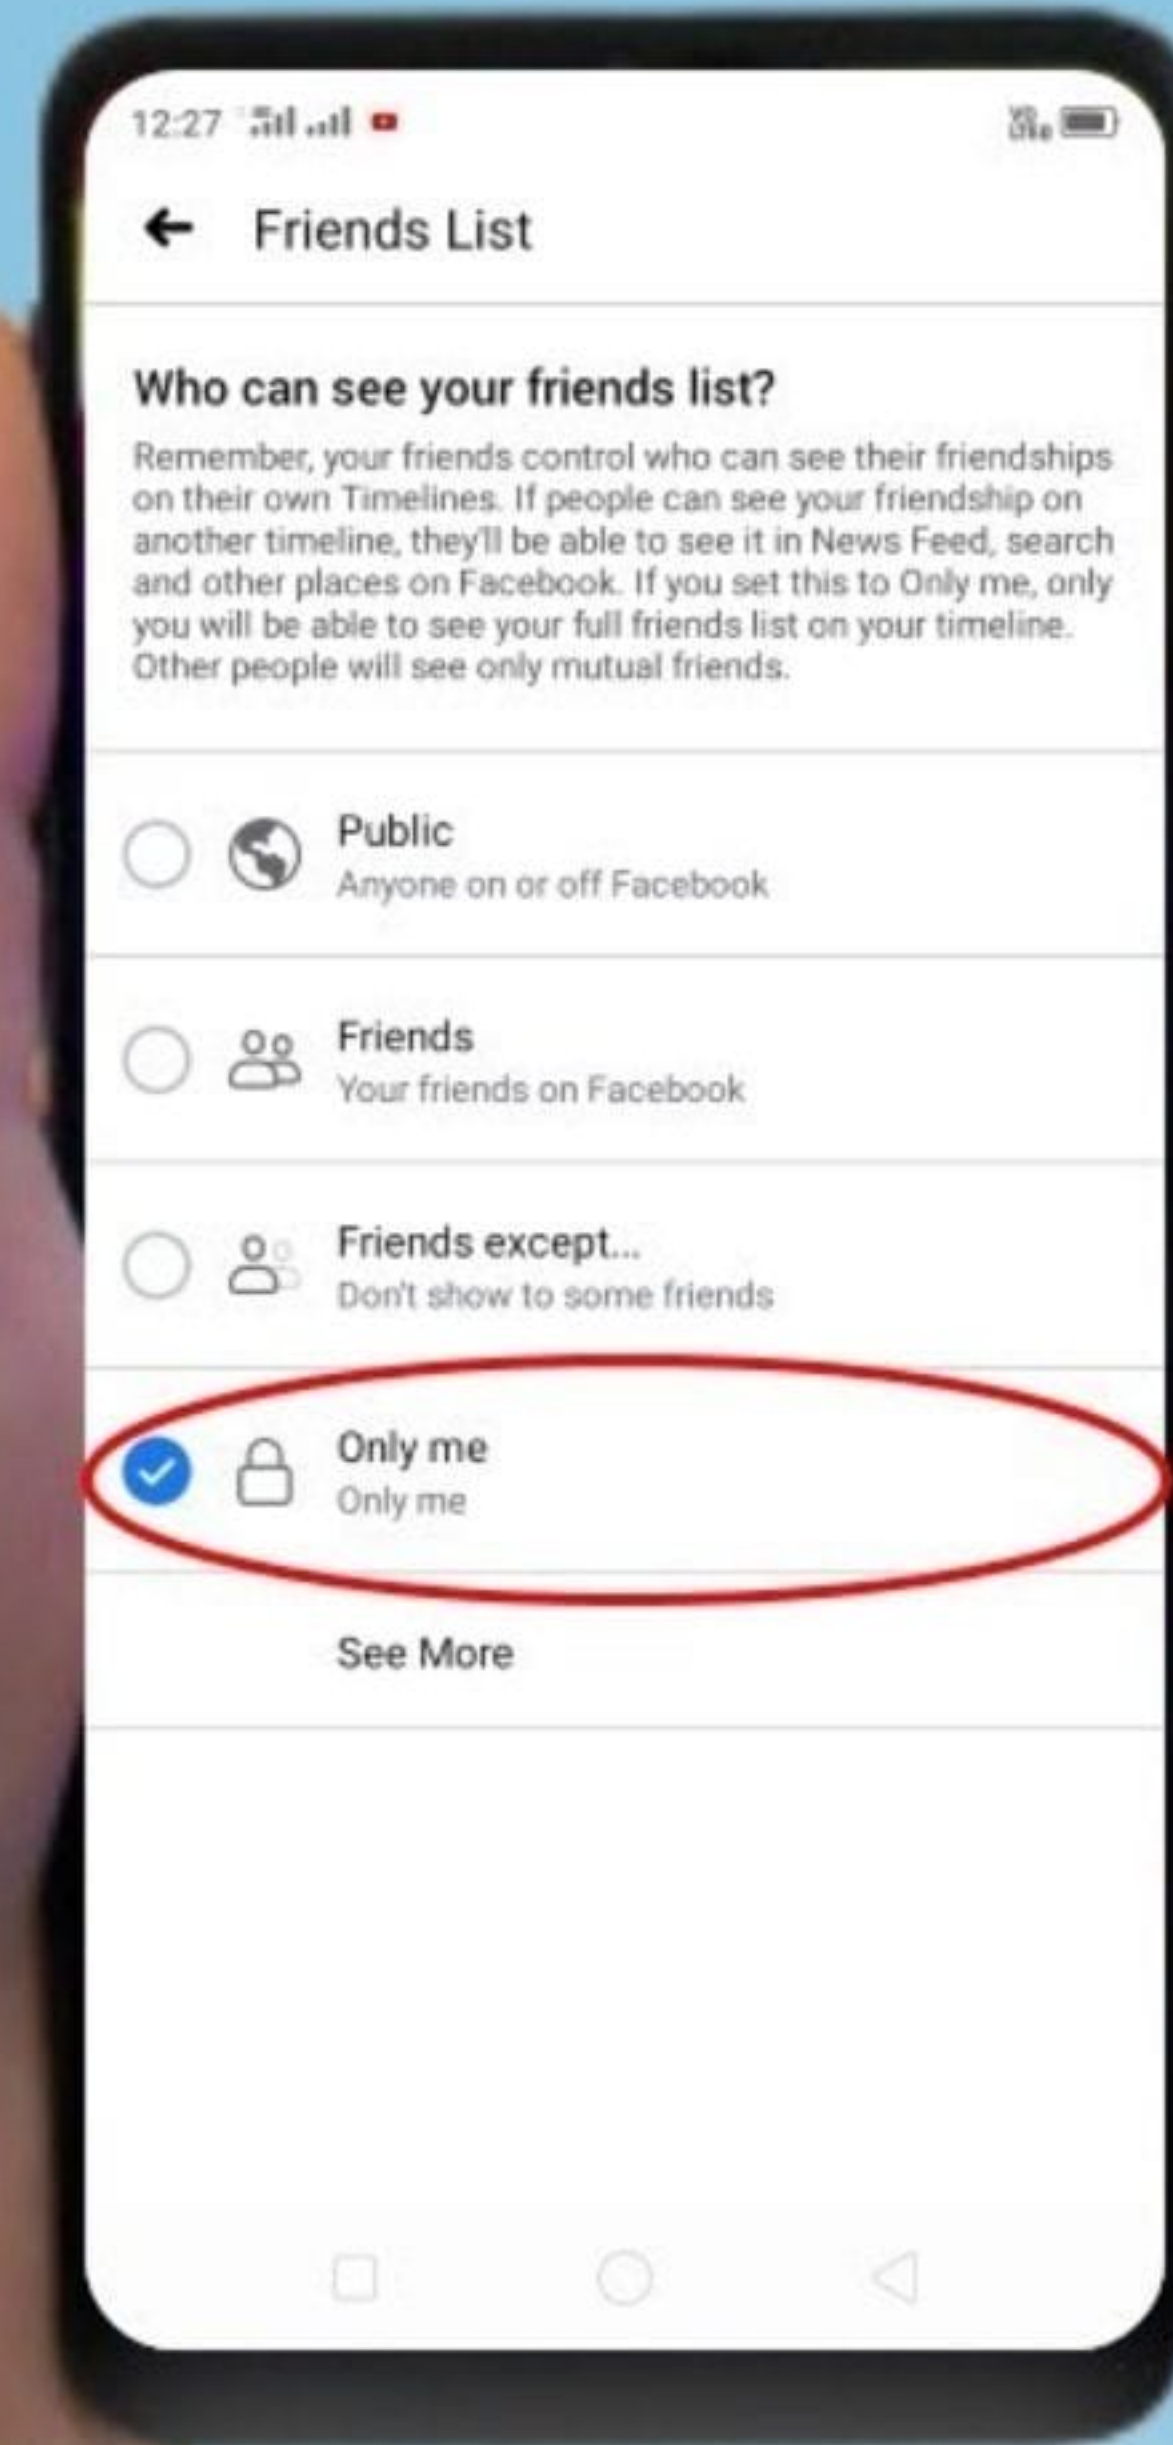 12:27
Friends List
Who can see your friends list?
Remember, your friends control who can see their friendships
on their own Timelines. If people can see your friendship on
another timeline, they'll be able to see it in News Feed, search
and other places on Facebook. If you set this to Only me, only
you will be able to see your full friends list on your timeline.
Other people will see only mutual friends.
Public
Anyone on or off Facebook
Friends
Your friends on Facebook
Friends except...
Don't show to some friends
Only me
Only me
See More